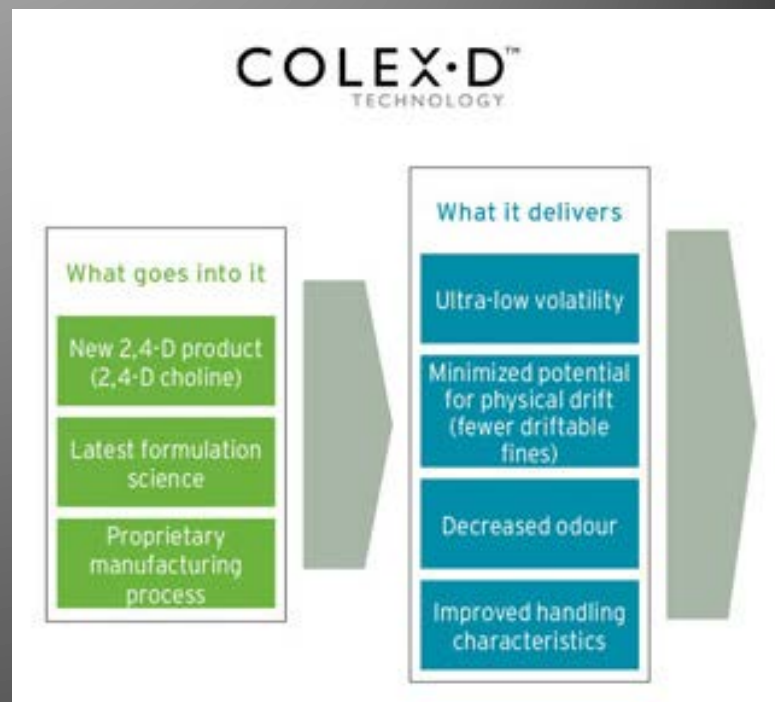 COLEX·D™
TECHNOLOGY
What goes into it
New 2,4-D product
(2,4-D choline)
Latest formulation
science
Proprietary
manufacturing
process
What it delivers
Ultra-low volatility
Minimized potential
for physical drift
(fewer driftable
fines)
Decreased odour
Improved handling
characteristics